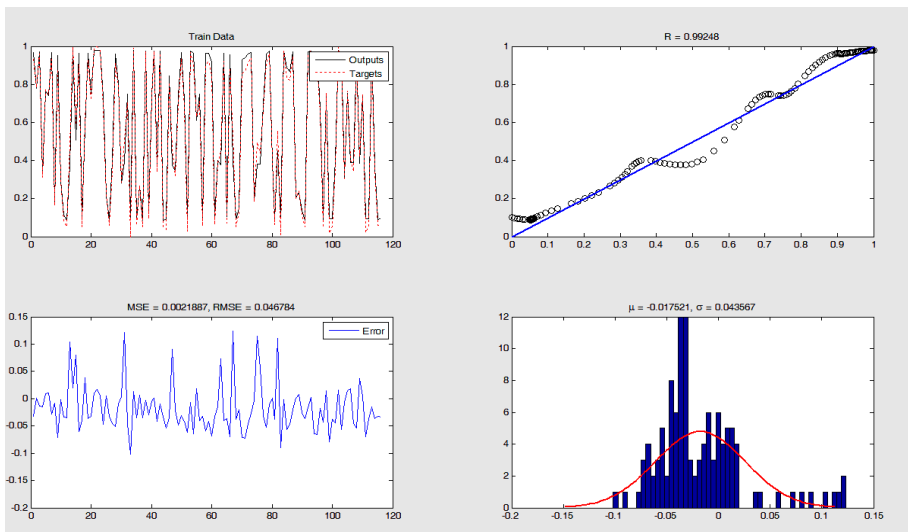 Train Data
1
0.8
0.6
0.4
0.2
0
0 20 40 60 80 100 120
Outputs
Targets
R = 0.99248
1
0.8
0.6
0.4
0.2
0
0 0.1 0.2 0.3 0.4 0.5 0.6 0.7 0.8 0.9 1
MSE = 0.0021887, RMSE = 0.046784
0.15
0.1
0.05
0
-0.05
-0.1
-0.15
-0.2
0 20 40 60 80 100 120
Error
μ = -0.017521, σ = 0.043567
12
10
8
6
4
2
0
-0.2 -0.15 -0.1 -0.05 0 0.05 0.1 0.15